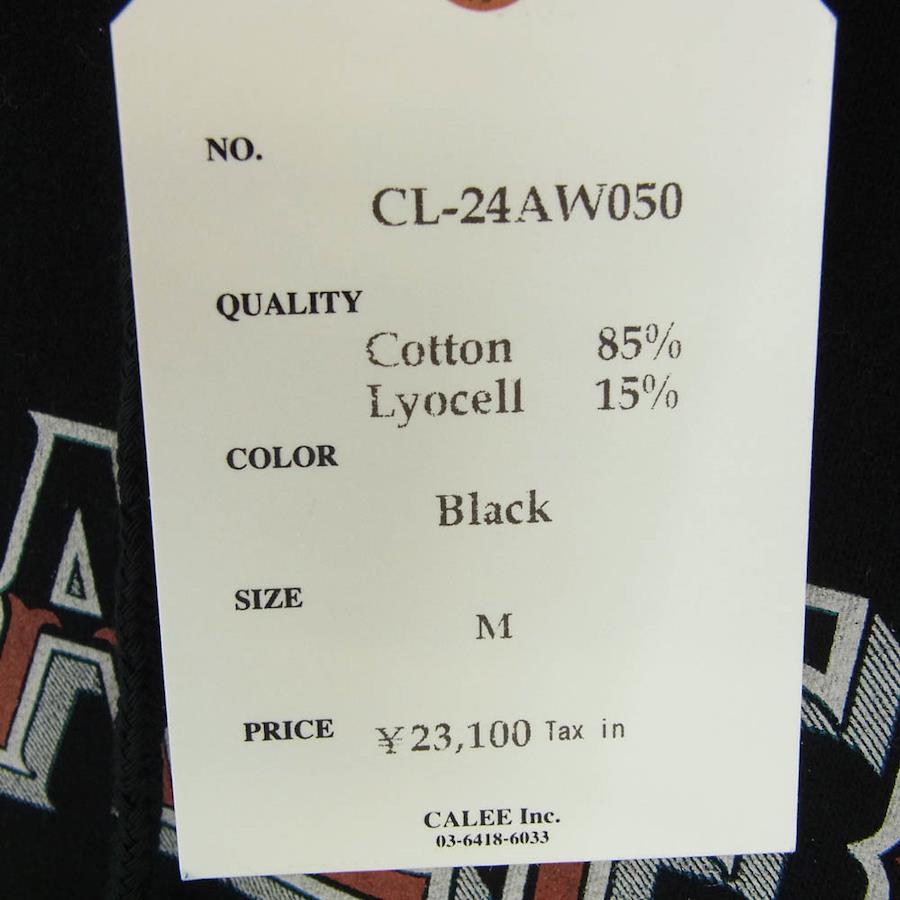 NO.
CL-24AW050
QUALITY
Cotton 85%
Lyocell 15%
COLOR
Black
SIZE
M
PRICE ¥23,100 Tax in
CALEE Inc.
03-6418-6033